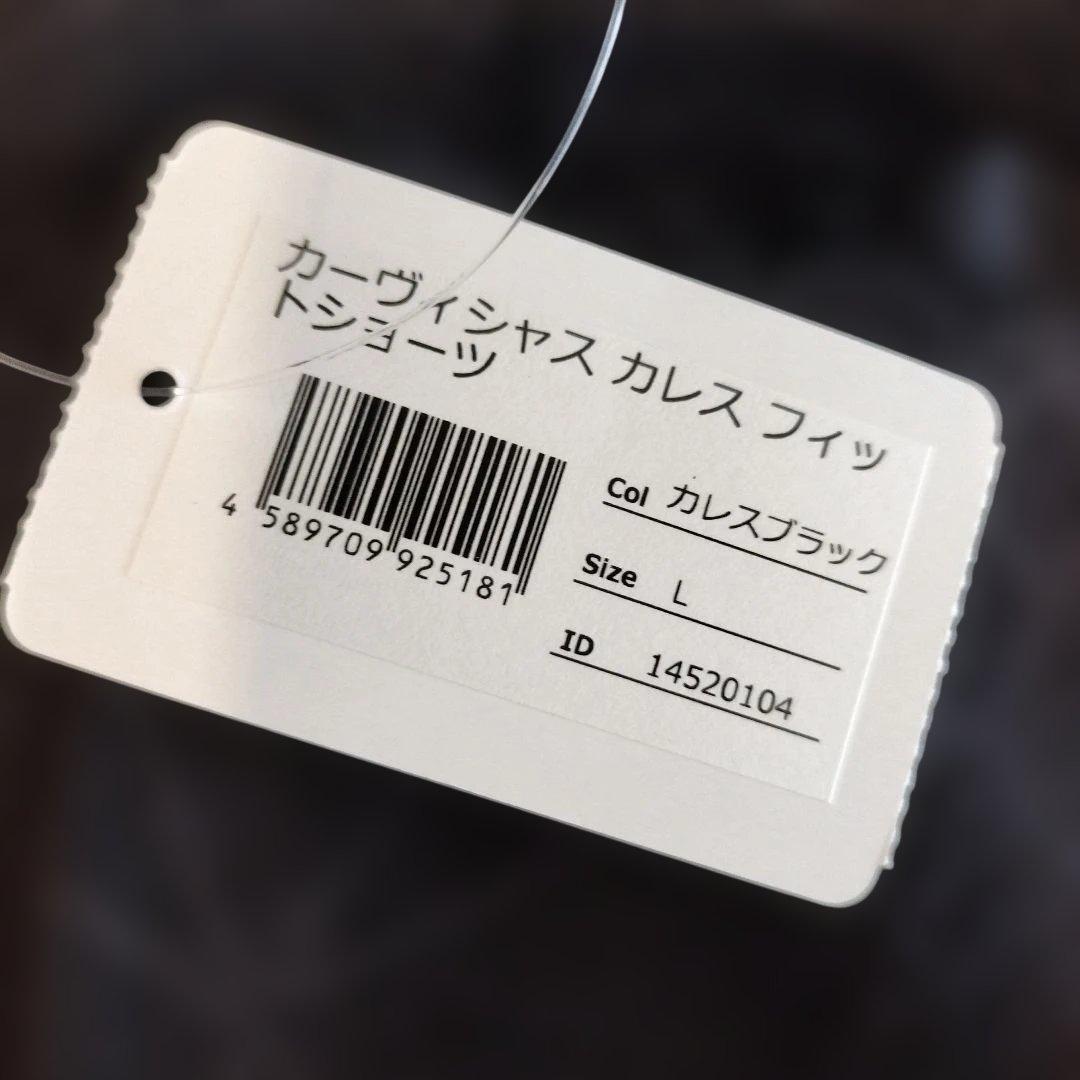 カーヴィシャス カレス フィッ
トショーツ
4 589709 925181
Col カレスブラック
Size L
ID 14520104